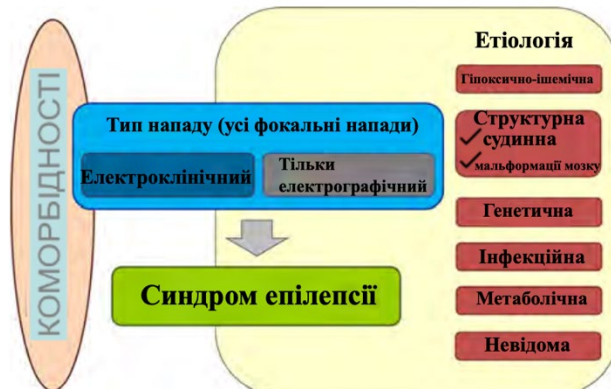 КОМОРБІДНОСТІ
Тип нападу (усі фокальні напади)
Електроклінічний
Тільки
електрографічний
Синдром епілепсії
Етіологія
Гіпоксично-ішемічна
Структурна
судинна
мальформації мозку
Генетична
Інфекційна
Метаболічна
Невідома